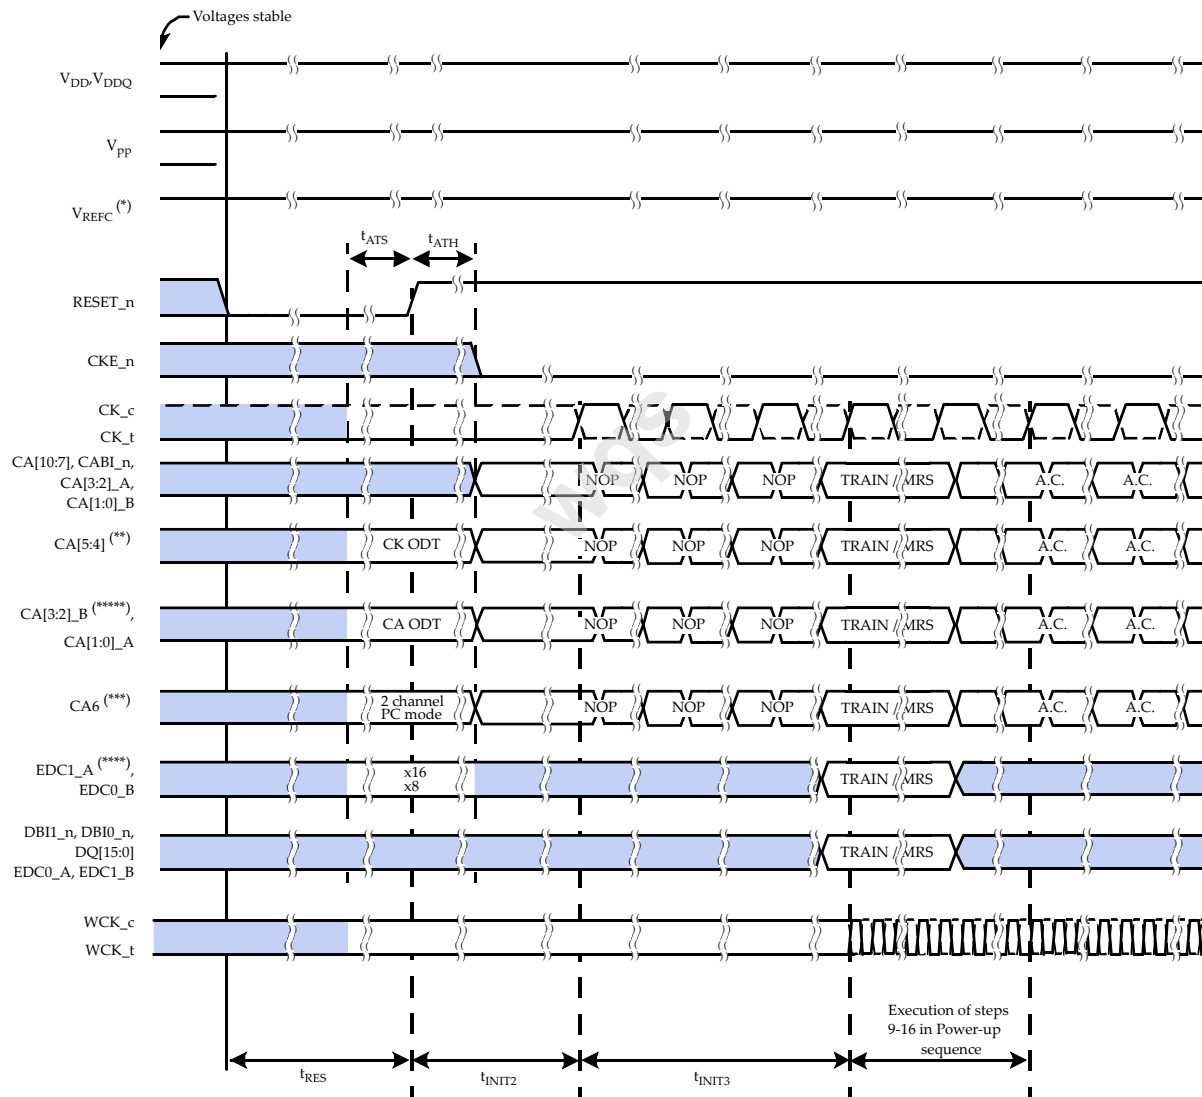 Voltages stable
VDD,VDDQ
VPP
VREFC (*)
tATS tATH
RESET_n
CKE_n
CK_c
CK_t
CA[10:7], CABI_n,
CA[3:2]_A,
CA[1:0]_B
NOP NOP NOP TRAIN / MRS A.C. A.C.
CA[5:4] (**)
CK ODT NOP NOP NOP TRAIN / MRS A.C. A.C.
CA[3:2]_B (*****),
CA[1:0]_A
CA ODT NOP NOP NOP TRAIN / MRS A.C. A.C.
CA6 (***)
2 channel
PC mode
NOP NOP NOP TRAIN / MRS A.C. A.C.
EDC1_A (****),
EDC0_B
x16
x8
TRAIN / MRS
DBI1_n, DBI0_n,
DQ[15:0]
EDC0_A, EDC1_B
TRAIN / MRS
WCK_c
WCK_t
Execution of steps
9-16 in Power-up
sequence
tRES tINIT2 tINIT3
wqs